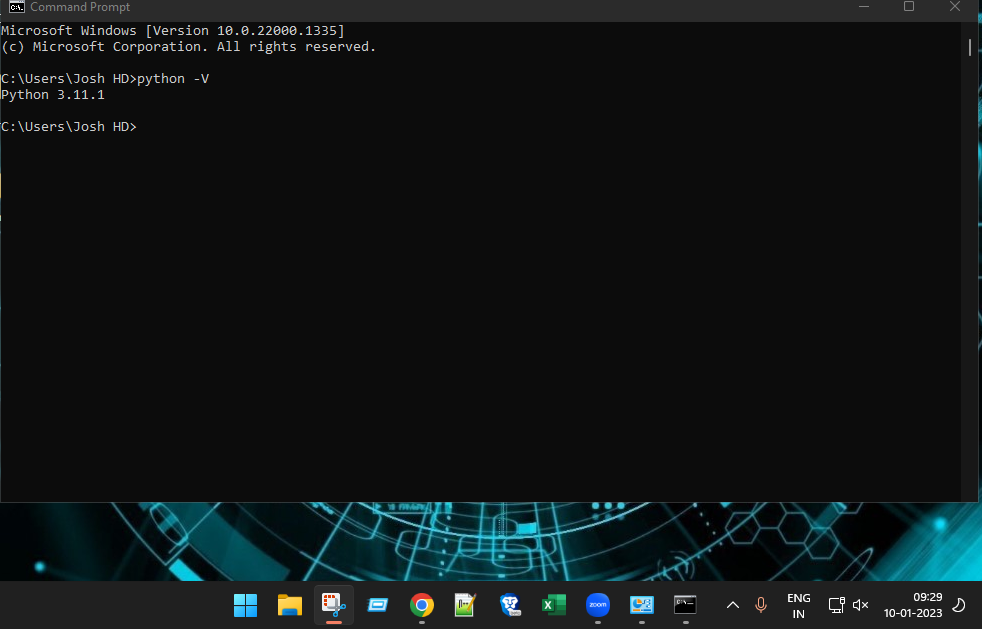 Command Prompt
Microsoft Windows [Version 10.0.22000.1335]
(c) Microsoft Corporation. All rights reserved.
C:\Users\Josh HD>python -V
Python 3.11.1
C:\Users\Josh HD>
zoom
ENG
IN
09:29
10-01-2023